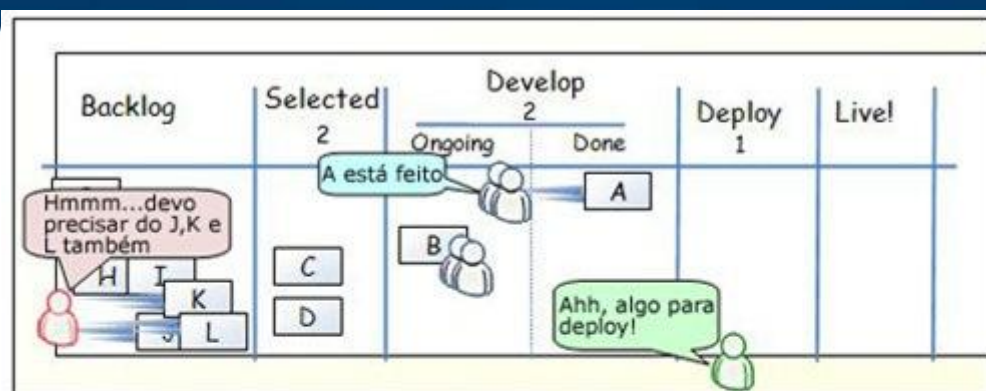 Backlog
Selected
2
Develop
2
Ongoing
Done
Deploy
1
Live!
A está feito
A
Hmmm...devo
precisar do J,K e
L também
B
H
I
C
K
D
J
L
Ahh, algo para
deploy!